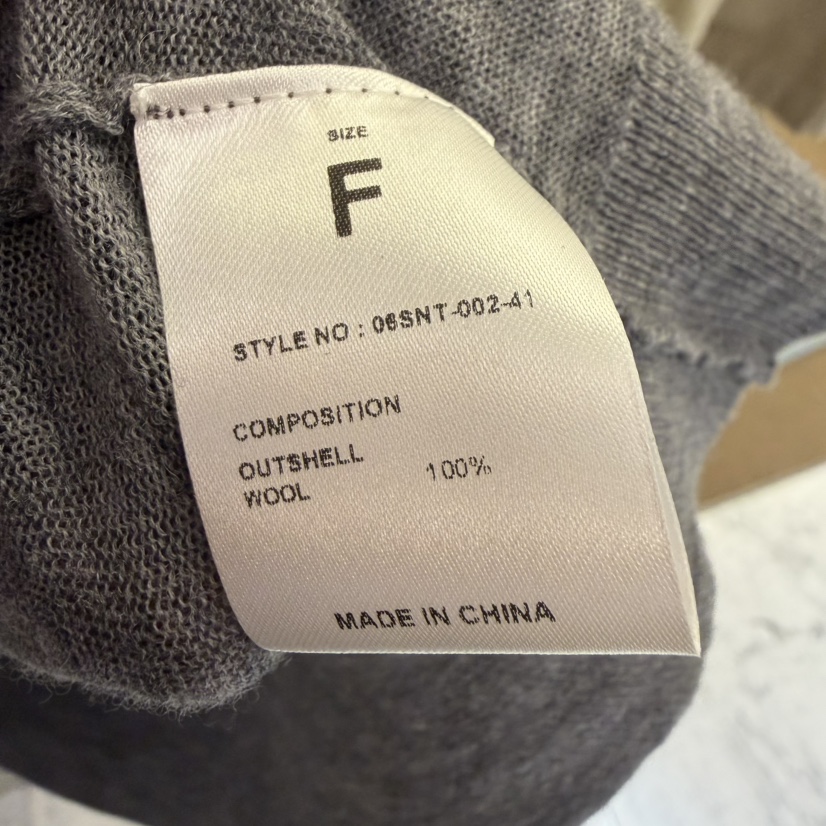 SIZE
F
STYLE NO : 06SNT-002-41
COMPOSITION
OUTSHELL
WOOL 100%
MADE IN CHINA